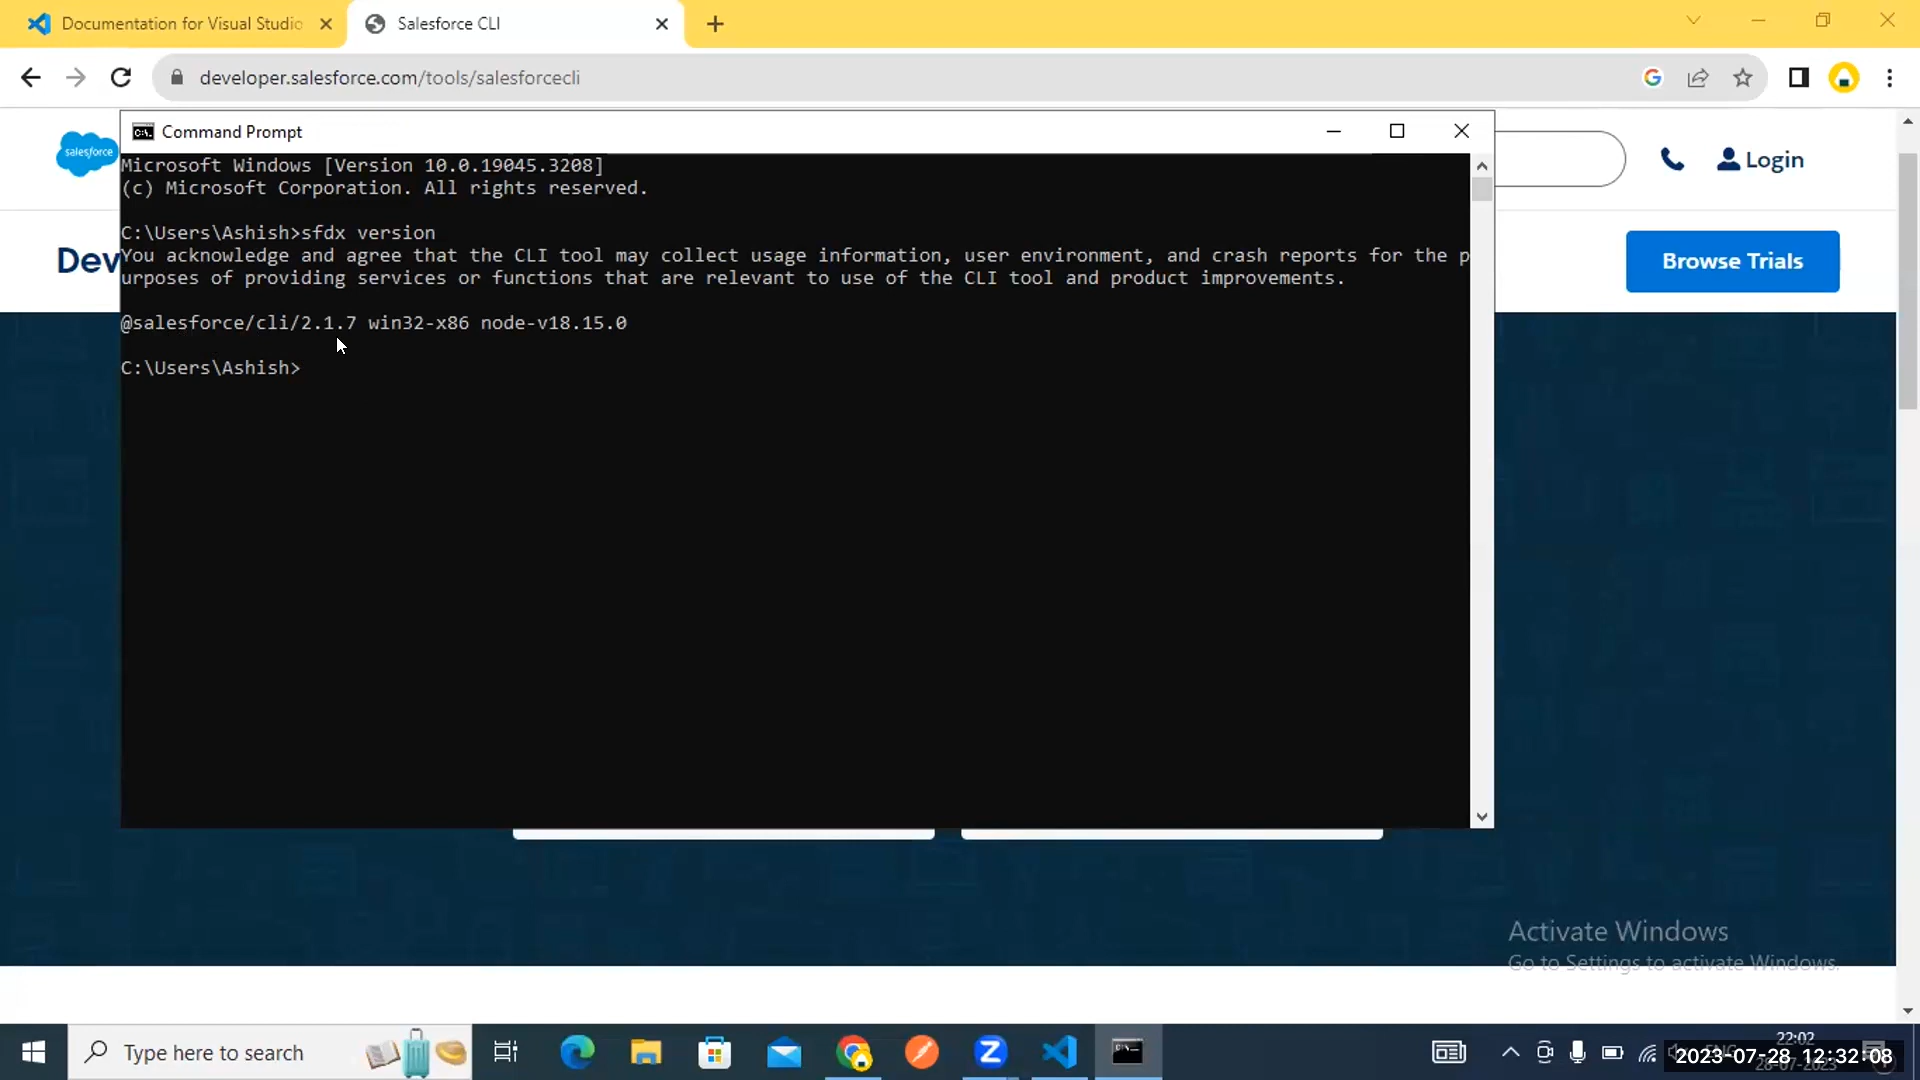 Documentation for Visual Studio
Salesforce CLI
developer.salesforce.com/tools/salesforcecli
salesforce
Command Prompt
Login
Dev
Browse Trials
Microsoft Windows [Version 10.0.19045.3208]
(c) Microsoft Corporation. All rights reserved.
C:\Users\Ashish>sfdx version
You acknowledge and agree that the CLI tool may collect usage information, user environment, and crash reports for the p
urposes of providing services or functions that are relevant to use of the CLI tool and product improvements.
@salesforce/cli/2.1.7 win32-x86 node-v18.15.0
C:\Users\Ashish>
Activate Windows
Go to Settings to activate Windows.
Type here to search
22:02
2023-07-28 12:32:08